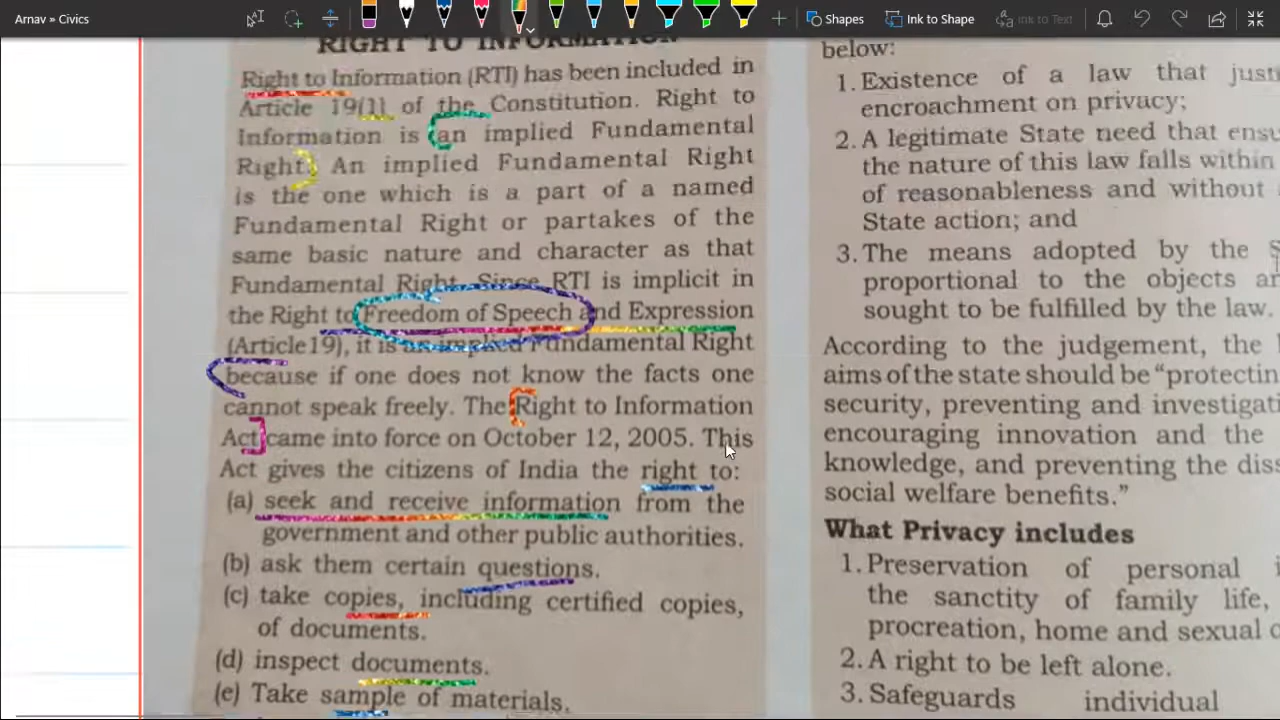 Arnav » Civics
Shapes
Ink to Shape
Ink to Text
RIGHT TO INFORMATION
Right to Information (RTI) has been included in
Article 19(1) of the Constitution. Right to
Information is an implied Fundamental
Right. An implied Fundamental Right
is the one which is a part of a named
Fundamental Right or partakes of the
same basic nature and character as that
Fundamental Right. Since RTI is implicit in
the Right to Freedom of Speech and Expression
(Article 19), it is an implied Fundamental Right
because if one does not know the facts one
cannot speak freely. The Right to Information
Act came into force on October 12, 2005. This
Act gives the citizens of India the right to:
(a) seek and receive information from the
government and other public authorities.
(b) ask them certain questions.
(c) take copies, including certified copies,
of documents.
(d) inspect documents.
(e) Take sample of materials.
below:
1. Existence of a law that
encroachment on privacy;
2. A legitimate State need that
the nature of this law falls within
of reasonableness and without
State action; and
3. The means adopted by the
proportional to the objects
sought to be fulfilled by the law.
According to the judgement, the
aims of the state should be
security, preventing and
encouraging innovation and the
knowledge, and preventing the
social welfare benefits.”
What Privacy includes
1. Preservation of personal
the sanctity of family life,
procreation, home and sexual
2. A right to be left alone.
3. Safeguards individual